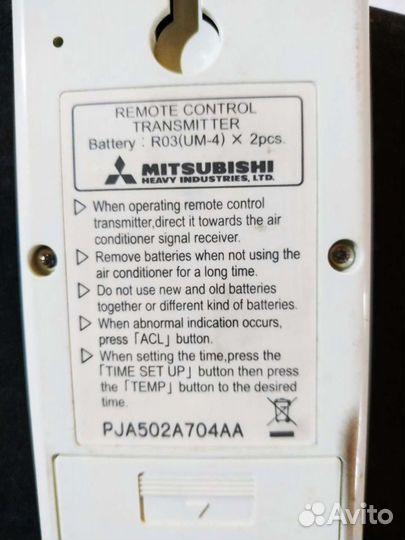 REMOTE CONTROL
TRANSMITTER
Battery : R03(UM-4) × 2pcs.
MITSUBISHI
HEAVY INDUSTRIES, LTD.
▷ When operating remote control
transmitter,direct it towards the air
conditioner signal receiver.
▷ Remove batteries when not using the
air conditioner for a long time.
▷ Do not use new and old batteries
together or different kind of batteries.
▷ When abnormal indication occurs,
press「ACL」button.
▷ When setting the time,press the
「TIME SET UP」button then press
the「TEMP」button to the desired
time.
PJA502A704AA
Avito